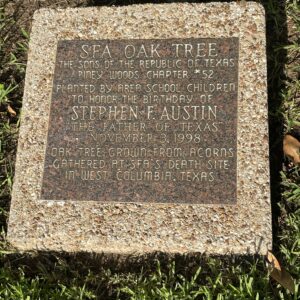 SFA OAK TREE
THE SONS OF THE REPUBLIC OF TEXAS
PINEY WOODS CHAPTER #52
PLANTED BY AREA SCHOOL CHILDREN
TO HONOR THE BIRTHDAY OF
STEPHEN F. AUSTIN
THE FATHER OF TEXAS
NOVEMBER 3, 1998
OAK TREE GROWN FROM ACORNS
GATHERED AT SFA'S DEATH SITE
IN WEST COLUMBIA, TEXAS